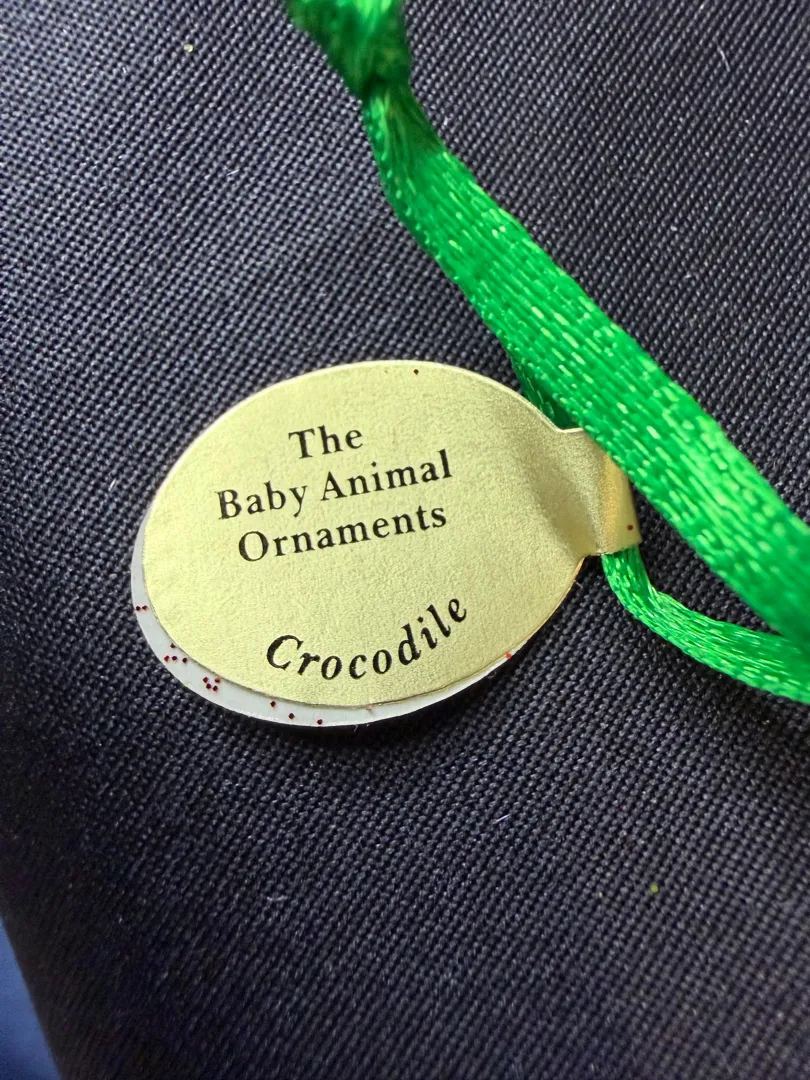 The
Baby Animal
Ornaments
Crocodile